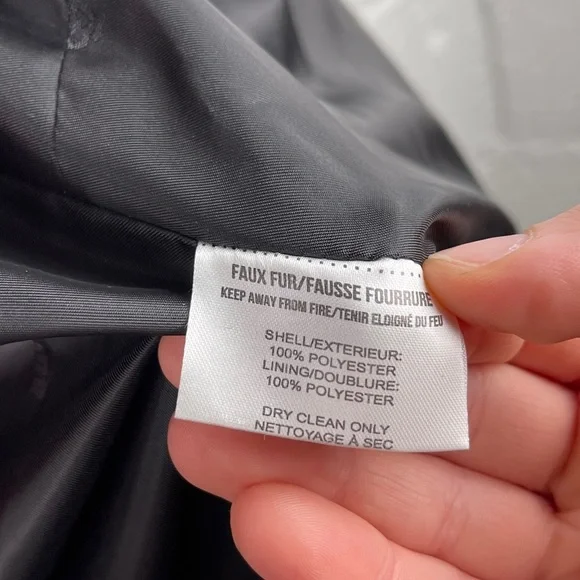 FAUX FUR/FAUSSE FOURRURE
KEEP AWAY FROM FIRE/TENIR ELOIGNÉ DU FEU
SHELL/EXTERIEUR:
100% POLYESTER
LINING/DOUBLURE:
100% POLYESTER
DRY CLEAN ONLY
NETTOYAGE À SEC